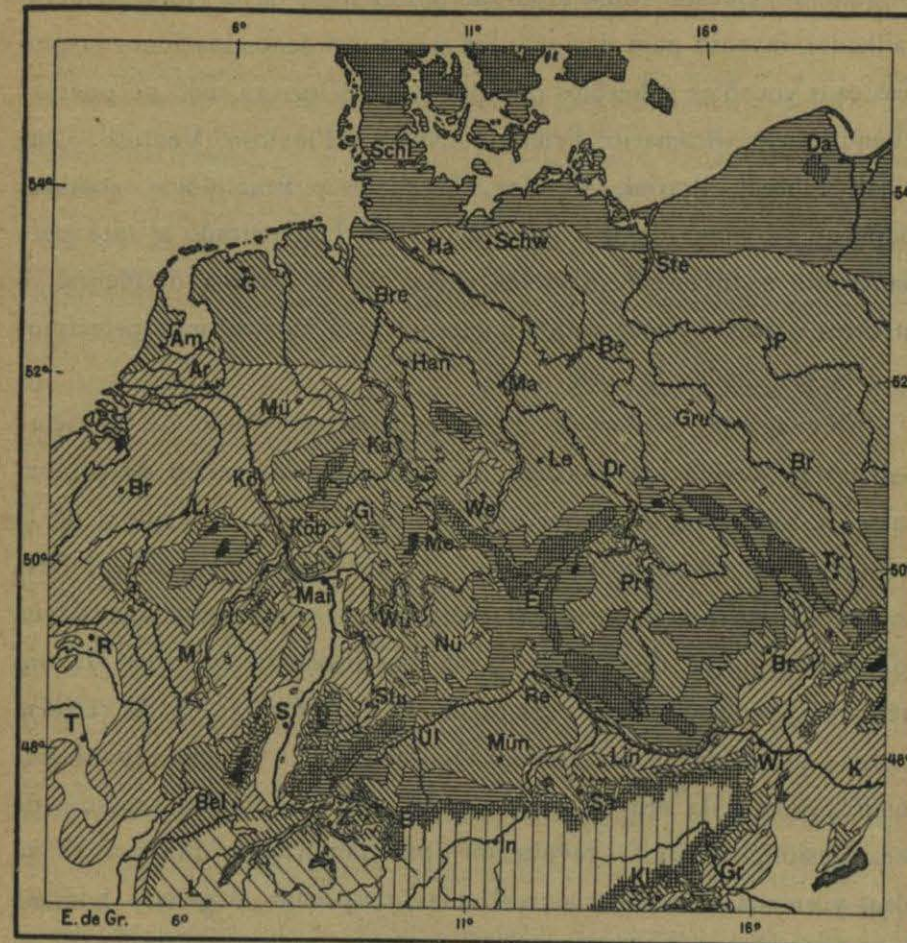 6° 11° 16°
Da
Schl
54°
Ha Schw
Ste
G
Bre
Am
Be P
Han
Ar
52° Ma 52°
Mü Gru
Ka
Le Br
Br Kö Dr
Li We
Kob Gi
50° Me 50°
Tr
Mai E Pr
Wu
R M Nü Br
s
Stu Re
T S
48° Ul Mün Lin Wi 48°
K
Bel Sa
Z B
In
L Kl Gr
E. de Gr. 6° 11° 16°